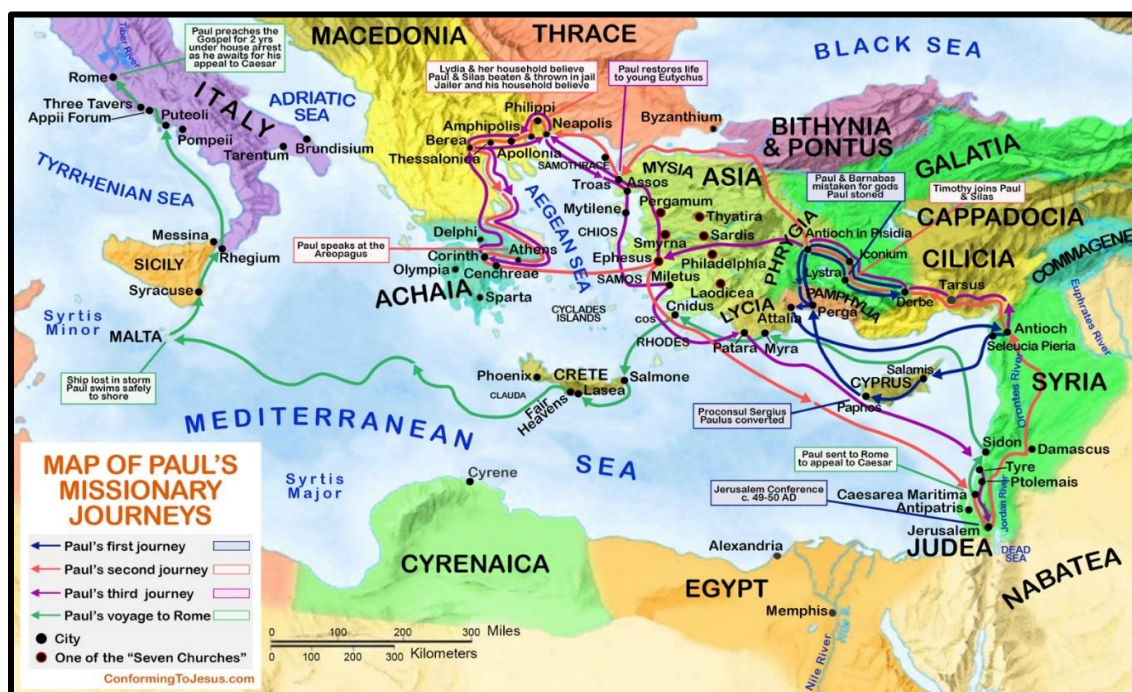 Paul preaches the
Gospel for 2 yrs
under house arrest
as he awaits for his
appeal to Caesar
Tiber River
Rome
Three Tavers
Appii Forum
Puteoli
Pompeii
ITALY
ADRIATIC
SEA
Tarentum
Brundisium
TYRRHENIAN SEA
Messina
Rhegium
SICILY
Syracuse
Syrtis
Minor
MALTA
Ship lost in storm
Paul swims safely
to shore
MACEDONIA
THRACE
BLACK SEA
Lydia & her household believe
Paul & Silas beaten & thrown in jail
Jailer and his household believe
Paul restores life
to young Eutychus
Philippi
Neapolis
Amphipolis
Berea
Apollonia
Thessalonica
SAMOTHRACE
Byzanthium
BITHYNIA
& PONTUS
GALATIA
MYSIA
ASIA
Troas
Assos
Mytilene
Pergamum
Thyatira
CHIOS
Smyrna
Sardis
Ephesus
Philadelphia
SAMOS
Miletus
Laodicea
AEGEAN SEA
Delphi
Athens
Corinth
Olympia
Cenchreae
ACHAIA
Sparta
CYCLADES
ISLANDS
Paul speaks at the
Areopagus
Paul & Barnabas
mistaken for gods
Paul stoned
Timothy joins Paul
& Silas
CAPPADOCIA
PHRYGIA
Antioch in Pisidia
Iconium
Lystra
CILICIA
Tarsus
COMMAGENE
Derbe
PAMPHYLIA
Perga
Attalia
LYCIA
Cnidus
COS
RHODES
Patara
Myra
Antioch
Seleucia Pieria
Euphrates River
Salamis
CYPRUS
Paphos
SYRIA
Orontes River
Proconsul Sergius
Paulus converted
Phoenix
CRETE
Salmone
CLAUDA
Lasea
Fair
Heavens
MEDITERRANEAN
SEA
Paul sent to Rome
to appeal to Caesar
Sidon
Damascus
Tyre
Ptolemais
Caesarea Maritima
Antipatris
Jordan River
Jerusalem Conference
c. 49-50 AD
Jerusalem
JUDEA
DEAD
SEA
NABATEA
Syrtis
Major
Cyrene
CYRENAICA
Alexandria
EGYPT
Memphis
Nile River
MAP OF PAUL'S
MISSIONARY
JOURNEYS
Paul's first journey
Paul's second journey
Paul's third journey
Paul's voyage to Rome
City
One of the "Seven Churches"
ConformingToJesus.com
0 100 200 300 Miles
0 100 200 300
Kilometers